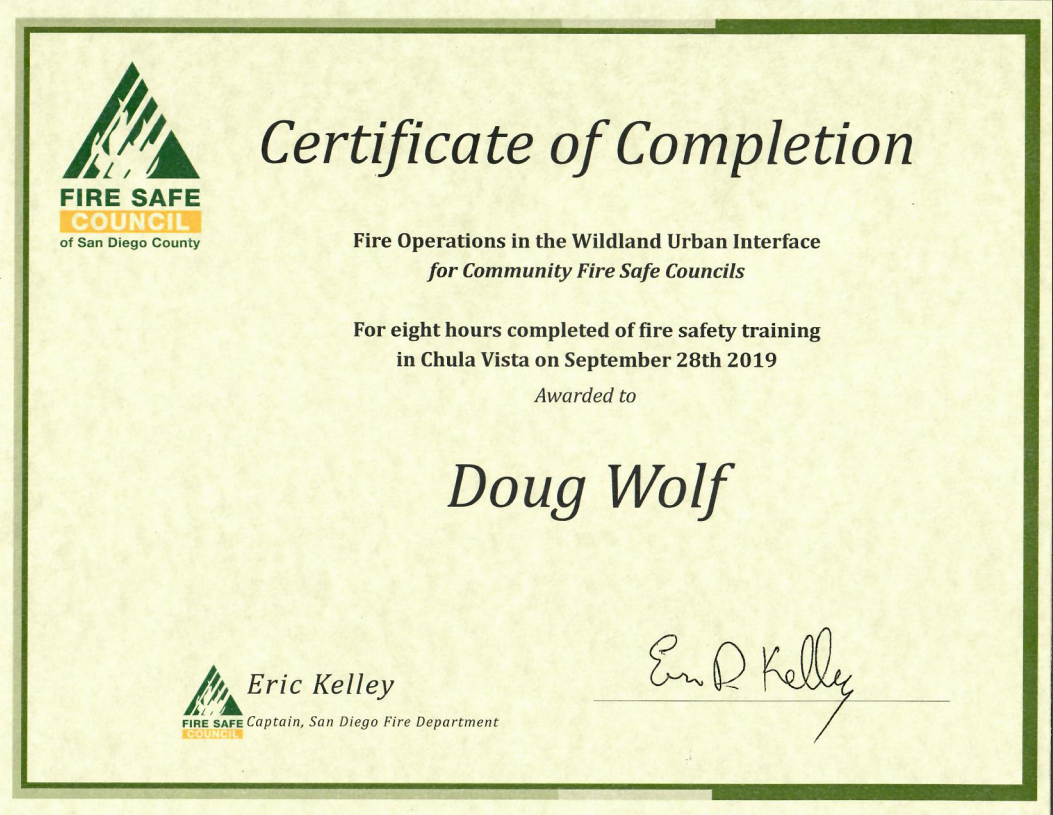 FIRE SAFE
COUNCIL
of San Diego County
Certificate of Completion
Fire Operations in the Wildland Urban Interface
for Community Fire Safe Councils
For eight hours completed of fire safety training
in Chula Vista on September 28th 2019
Awarded to
Doug Wolf
Eric Kelley
Captain, San Diego Fire Department
FIRE SAFE
COUNCIL
Eric R Kelley